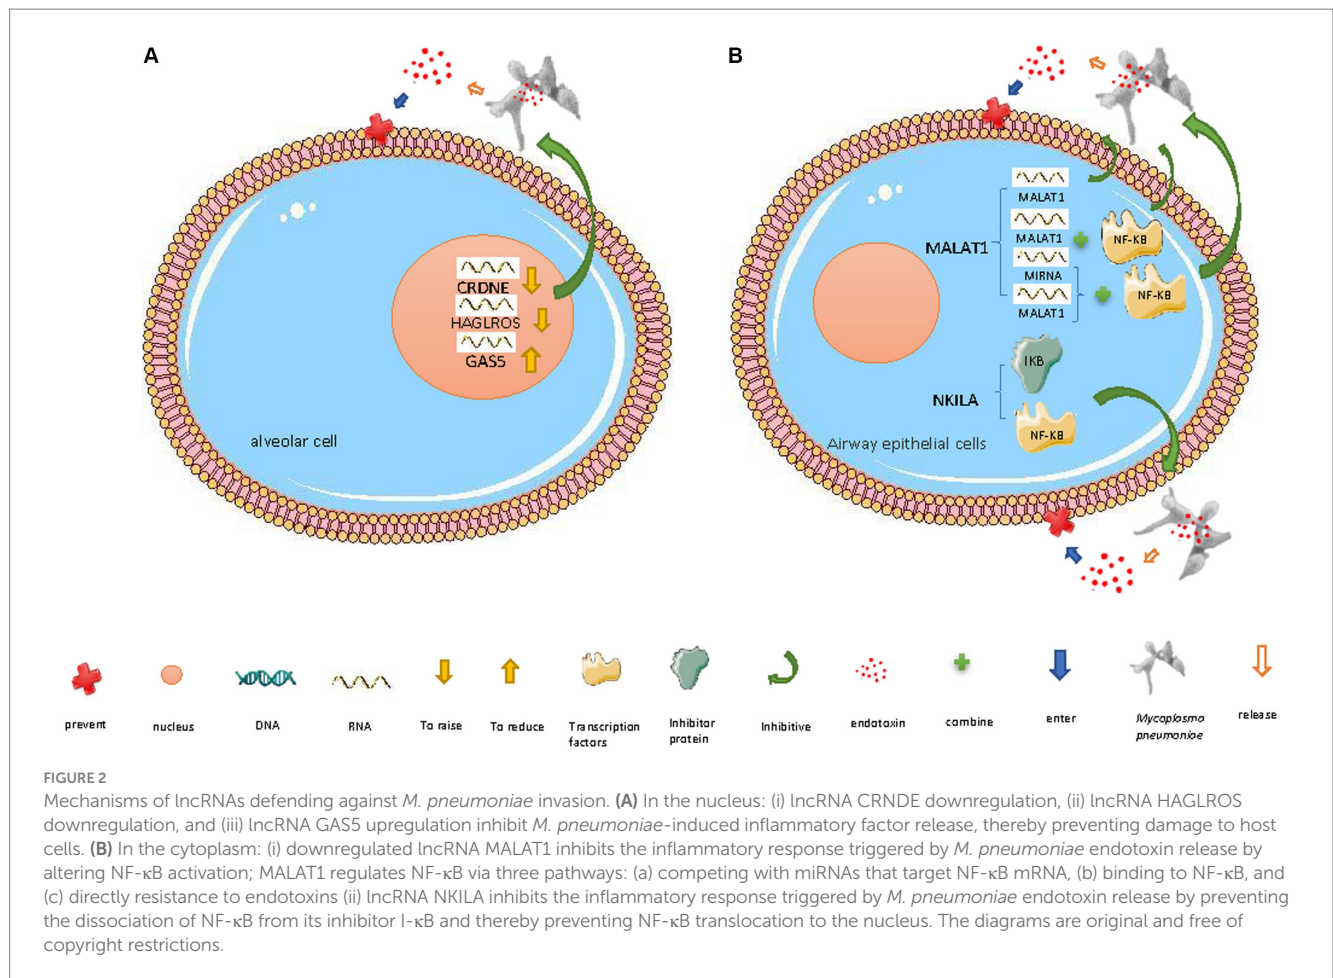 A
B
CRDNE
HAGLROS
GAS5
alveolar cell
MALAT1
MALAT1
MALAT1
MIRNA
MALAT1
NF-KB
NF-KB
NKILA
IKB
NF-KB
Airway epithelial cells
prevent
nucleus
DNA
RNA
To raise
To reduce
Transcription
factors
Inhibitor
protein
Inhibitive
endotoxin
combine
enter
Mycoplasma
pneumoniae
release
FIGURE 2
Mechanisms of lncRNAs defending against M. pneumoniae invasion. (A) In the nucleus: (i) lncRNA CRNDE downregulation, (ii) lncRNA HAGLROS
downregulation, and (iii) lncRNA GAS5 upregulation inhibit M. pneumoniae-induced inflammatory factor release, thereby preventing damage to host
cells. (B) In the cytoplasm: (i) downregulated lncRNA MALAT1 inhibits the inflammatory response triggered by M. pneumoniae endotoxin release by
altering NF-κB activation; MALAT1 regulates NF-κB via three pathways: (a) competing with miRNAs that target NF-κB mRNA, (b) binding to NF-κB, and
(c) directly resistance to endotoxins (ii) lncRNA NKILA inhibits the inflammatory response triggered by M. pneumoniae endotoxin release by preventing
the dissociation of NF-κB from its inhibitor I-κB and thereby preventing NF-κB translocation to the nucleus. The diagrams are original and free of
copyright restrictions.